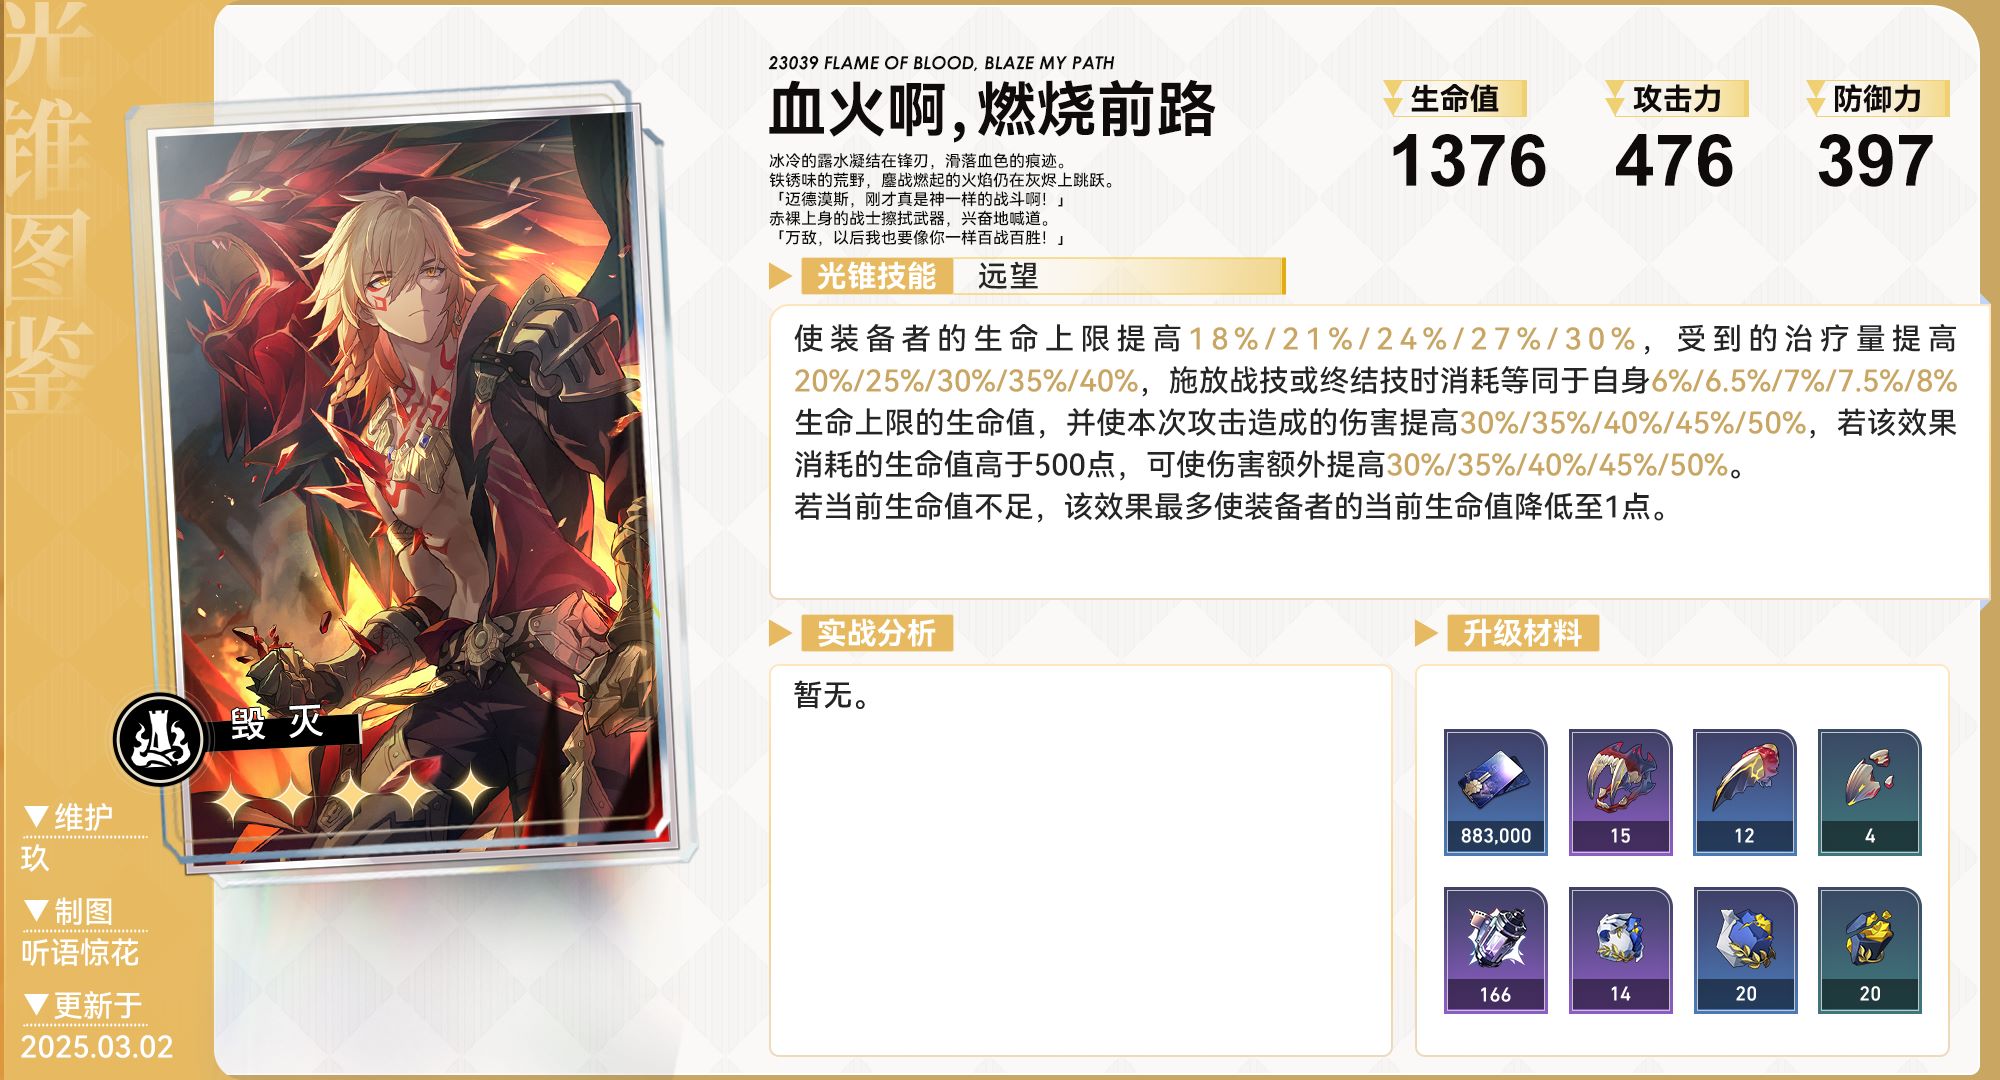 光锥图鉴
23039 FLAME OF BLOOD, BLAZE MY PATH
血火啊,燃烧前路
冰冷的露水凝结在锋刃，滑落血色的痕迹。
铁锈味的荒野，鏖战燃起的火焰仍在灰烬上跳跃。
「迈德漠斯，刚才真是神一样的战斗啊！」
赤裸上身的战士擦拭武器，兴奋地喊道。
「万敌，以后我也要像你一样百战百胜！」
生命值
1376
攻击力
476
防御力
397
光锥技能 远望
使装备者的生命上限提高18%/21%/24%/27%/30%，受到的治疗量提高
20%/25%/30%/35%/40%，施放战技或终结技时消耗等同于自身6%/6.5%/7%/7.5%/8%
生命上限的生命值，并使本次攻击造成的伤害提高30%/35%/40%/45%/50%，若该效果
消耗的生命值高于500点，可使伤害额外提高30%/35%/40%/45%/50%。
若当前生命值不足，该效果最多使装备者的当前生命值降低至1点。
实战分析
暂无。
升级材料
883,000
15
12
4
166
14
20
20
毁灭
维护
玖
制图
听语惊花
更新于
2025.03.02